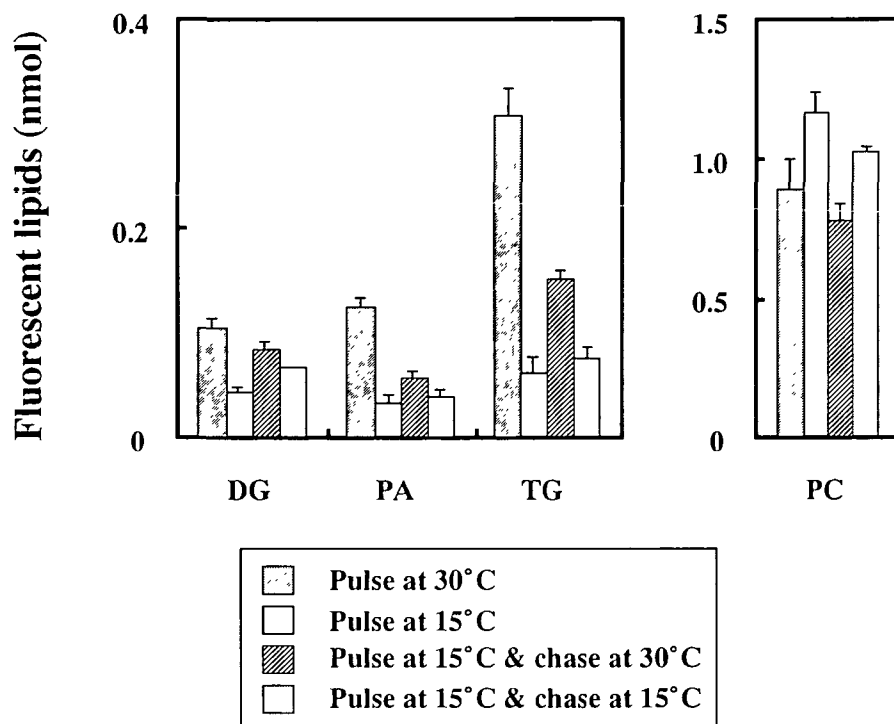 Fluorescent lipids (nmol)
0.4
0.2
0
DG
PA
TG
1.5
1.0
0.5
0
PC
Pulse at 30°C
Pulse at 15°C
Pulse at 15°C & chase at 30°C
Pulse at 15°C & chase at 15°C